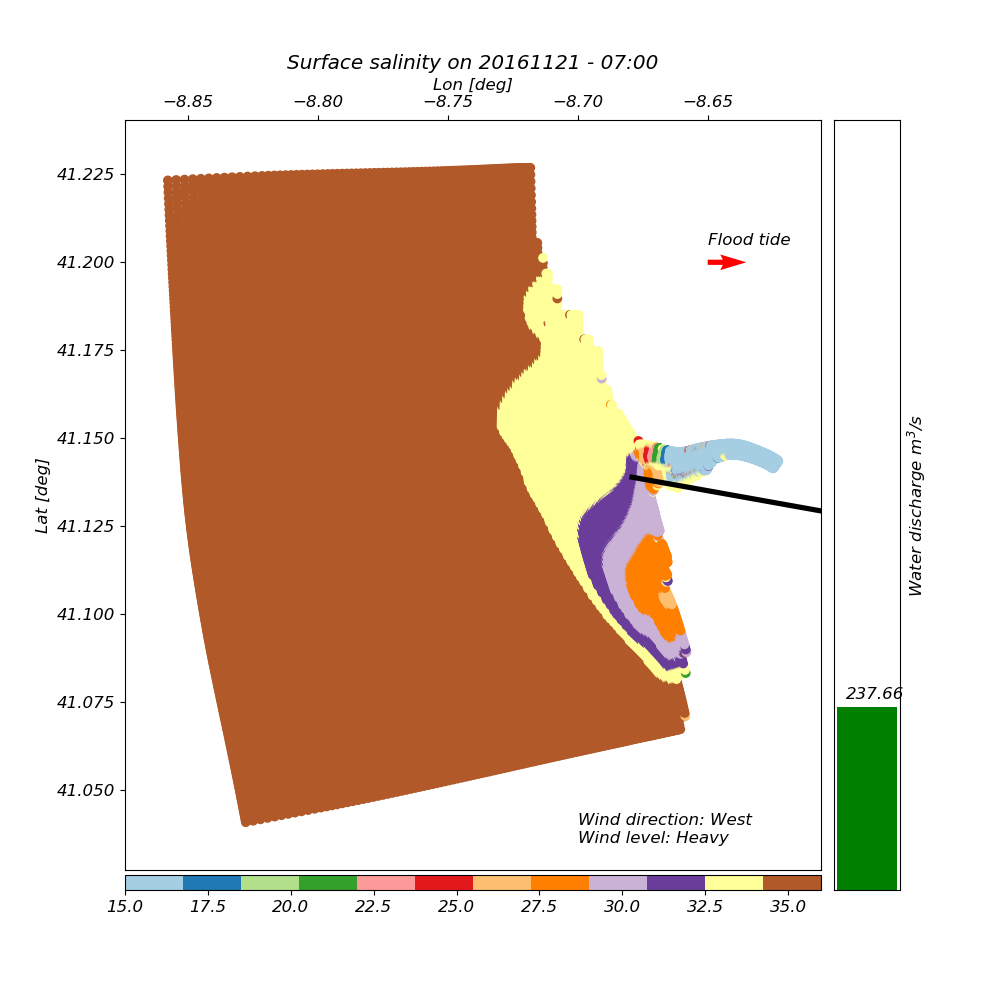 Surface salinity on 20161121 - 07:00
Lon [deg]
−8.85 −8.80 −8.75 −8.70 −8.65
41.225
41.200
41.175
41.150
41.125
41.100
41.075
41.050
Lat [deg]
Flood tide
Wind direction: West
Wind level: Heavy
237.66
Water discharge m³/s
15.0 17.5 20.0 22.5 25.0 27.5 30.0 32.5 35.0